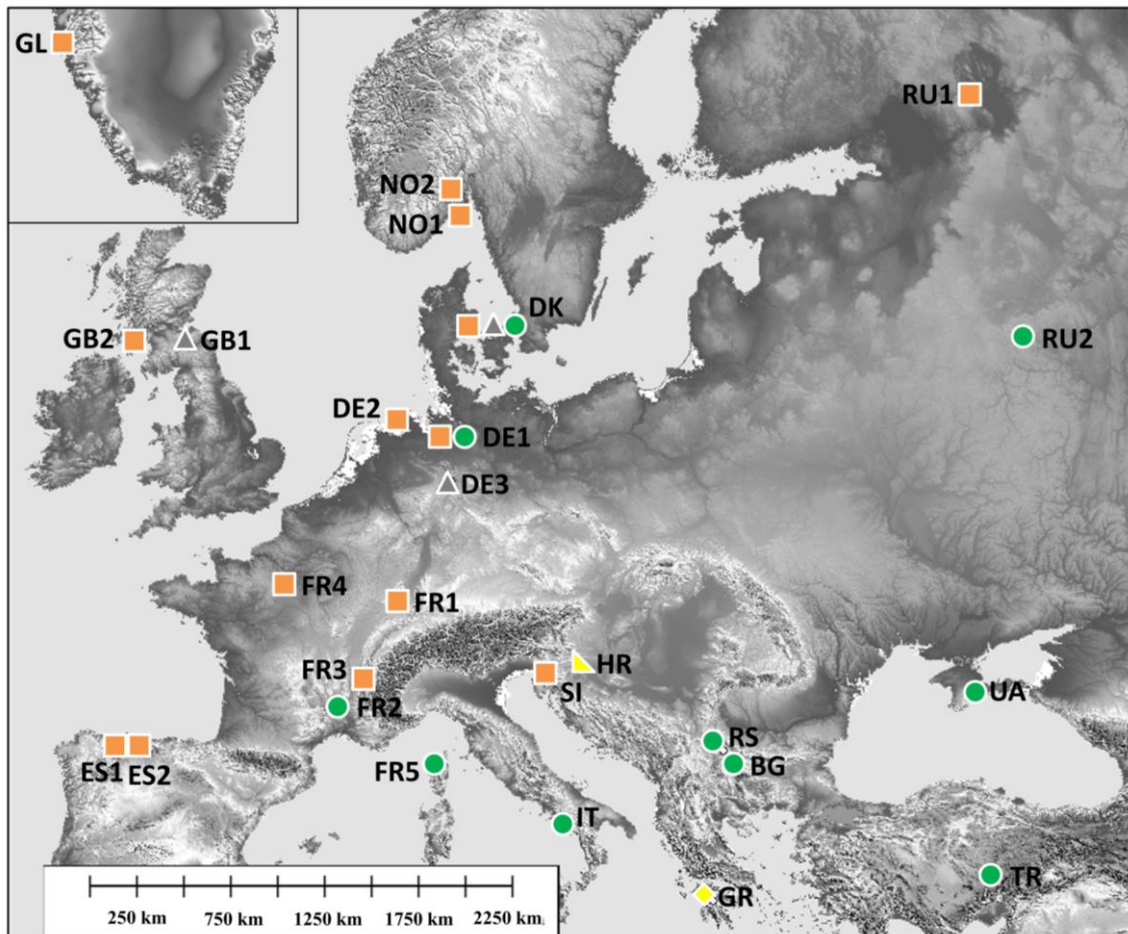 GL
RU1
NO2
NO1
DK
GB2
GB1
RU2
DE2
DE1
DE3
FR4
FR1
FR3
HR
SI
UA
FR2
RS
ES1
ES2
FR5
BG
IT
TR
GR
250 km 750 km 1250 km 1750 km 2250 km